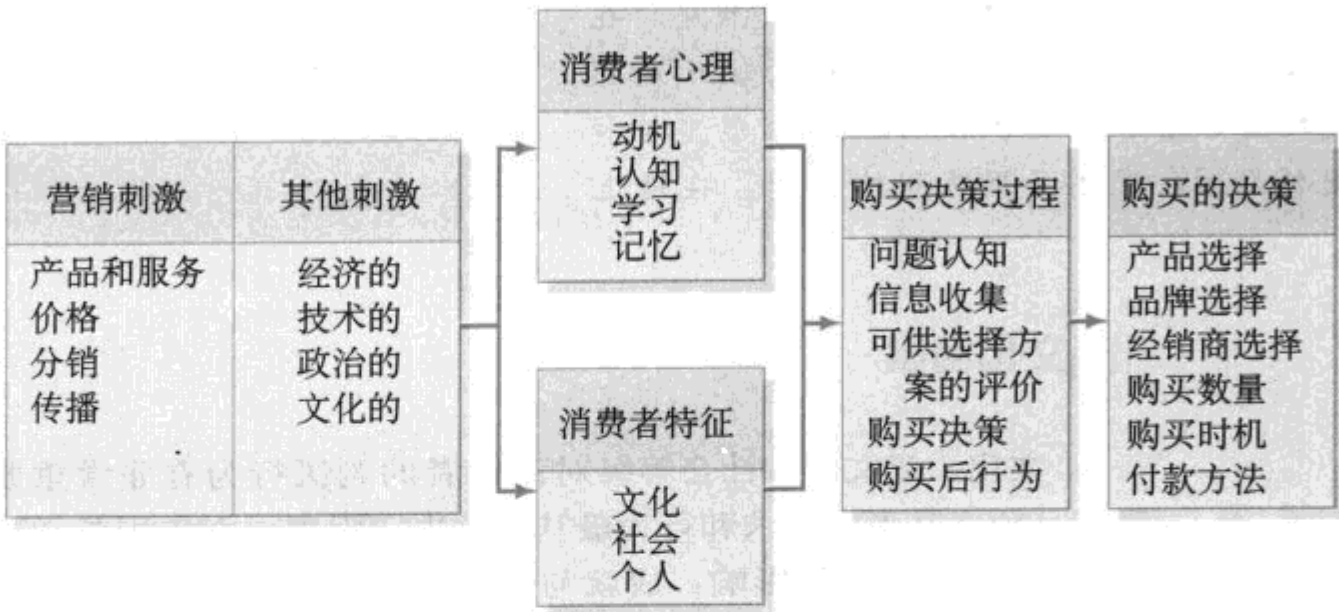 营销刺激
产品和服务
价格
分销
传播
其他刺激
经济的
技术的
政治的
文化的
消费者心理
动机
认知
学习
记忆
消费者特征
文化
社会
个人
购买决策过程
问题认知
信息收集
可供选择方
案的评价
购买决策
购买后行为
购买的决策
产品选择
品牌选择
经销商选择
购买数量
购买时机
付款方法